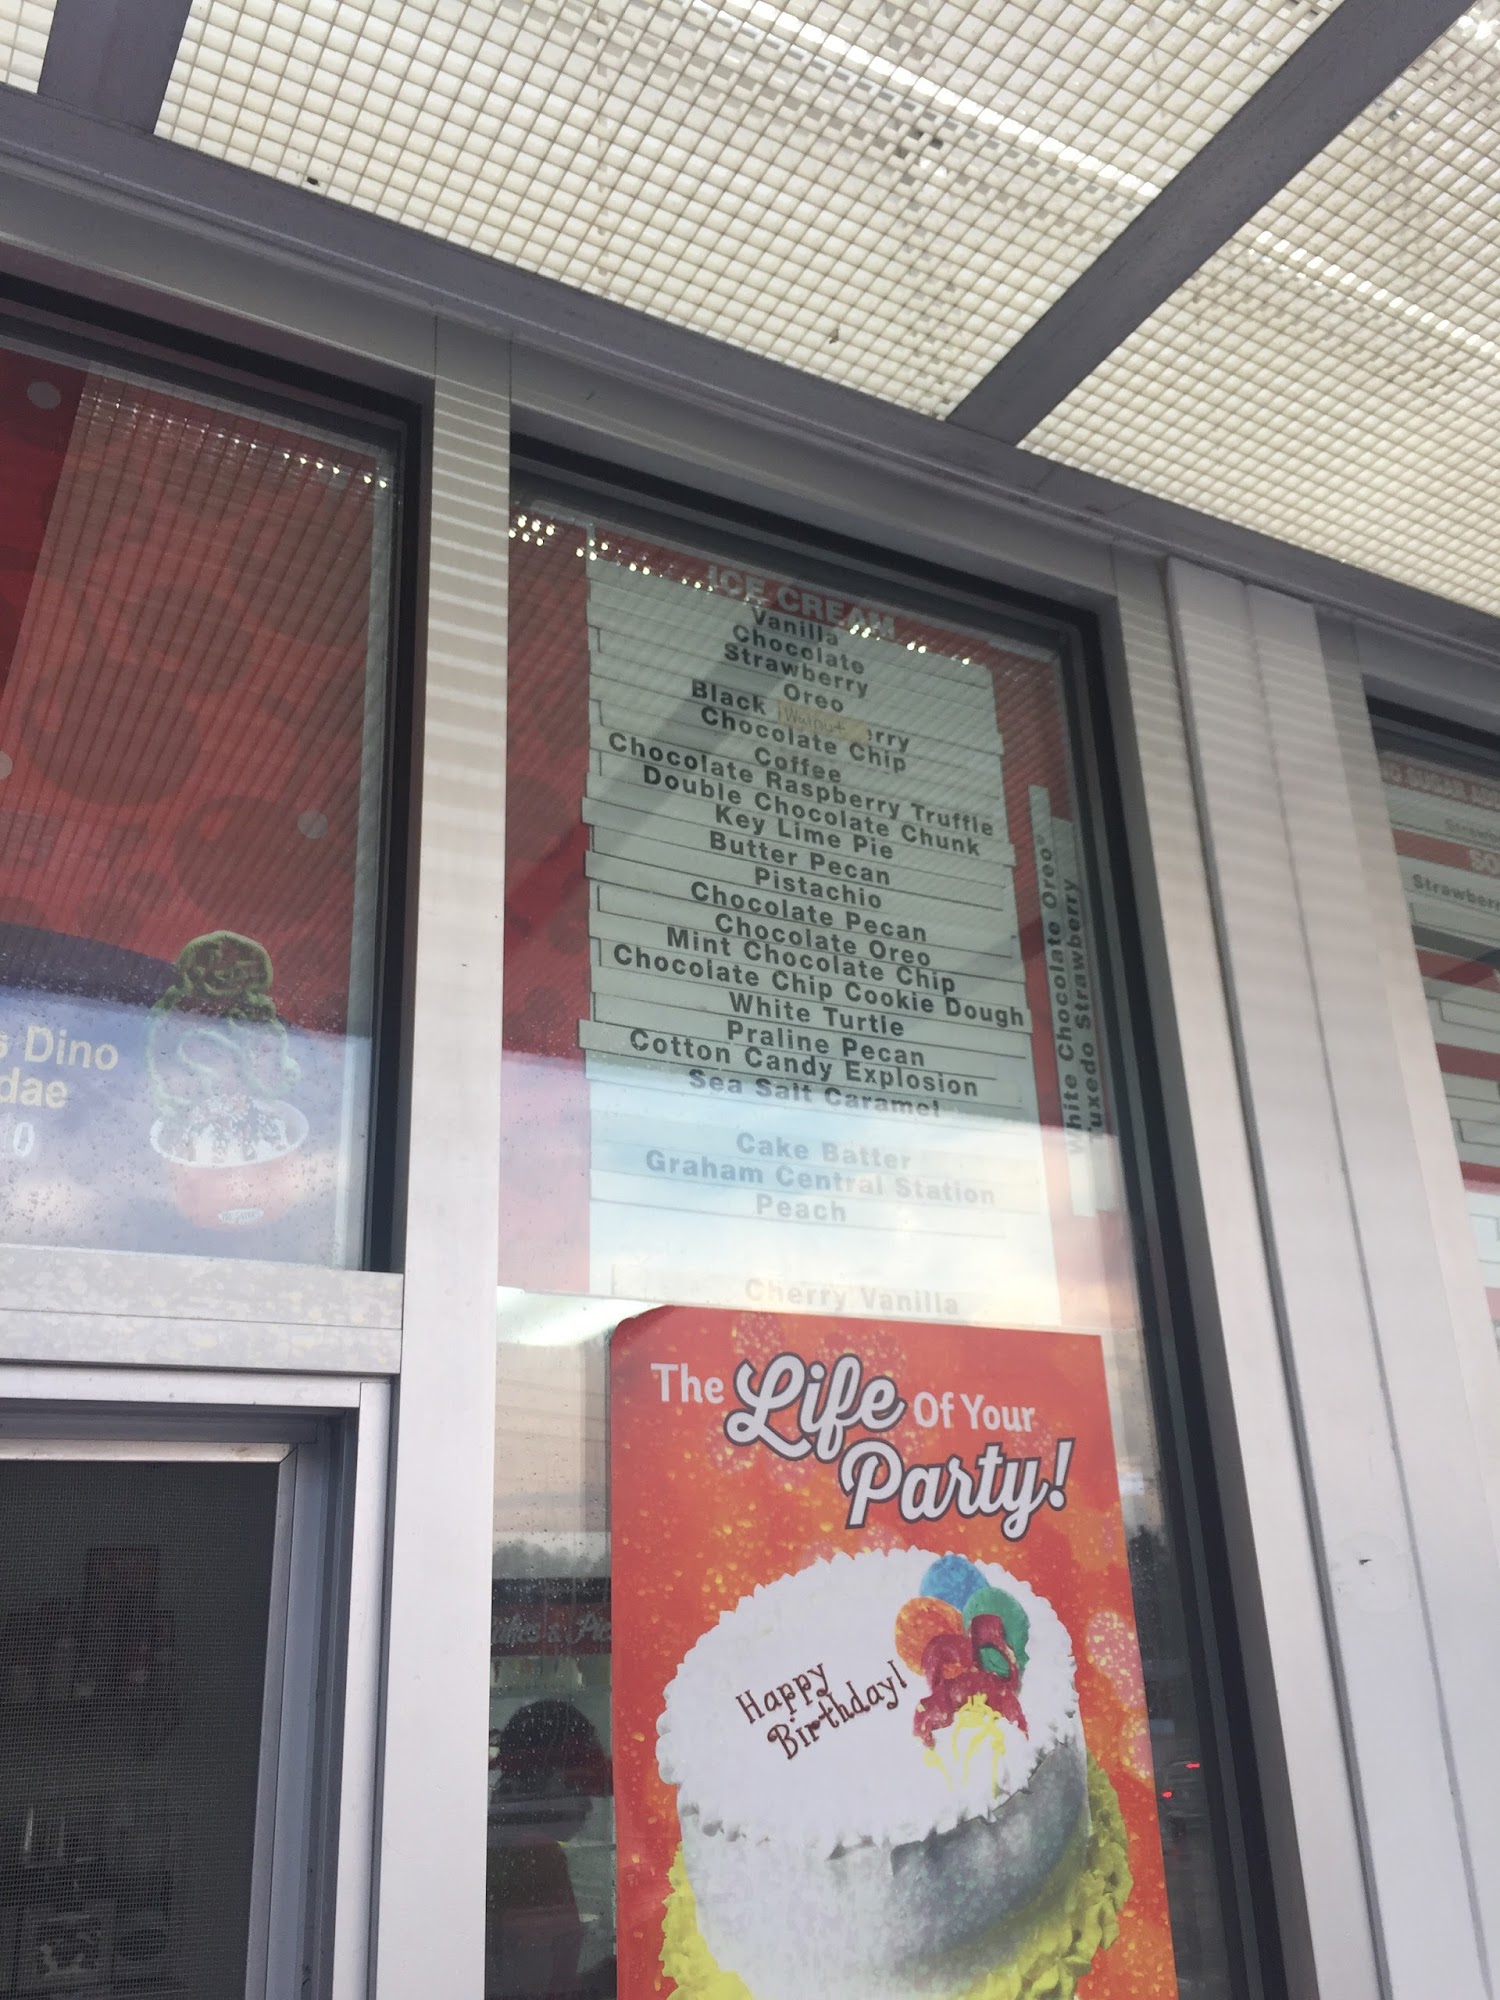 ICE CREAM
Vanilla
Chocolate
Strawberry
Oreo
Black Walnut erry
Chocolate Chip
Coffee
Chocolate Raspberry Truffle
Double Chocolate Chunk
Key Lime Pie
Butter Pecan
Pistachio
Chocolate Pecan
Chocolate Oreo
Mint Chocolate Chip
Chocolate Chip Cookie Dough
White Turtle
Praline Pecan
Cotton Candy Explosion
Sea Salt Caramel
Cake Batter
Graham Central Station
Peach
Cherry Vanilla
White Chocolate Oreo®
Tuxedo Strawberry
s Dino
dae
The Life Of Your
Party!
Happy
Birthday!
SUGAR
Strawberr